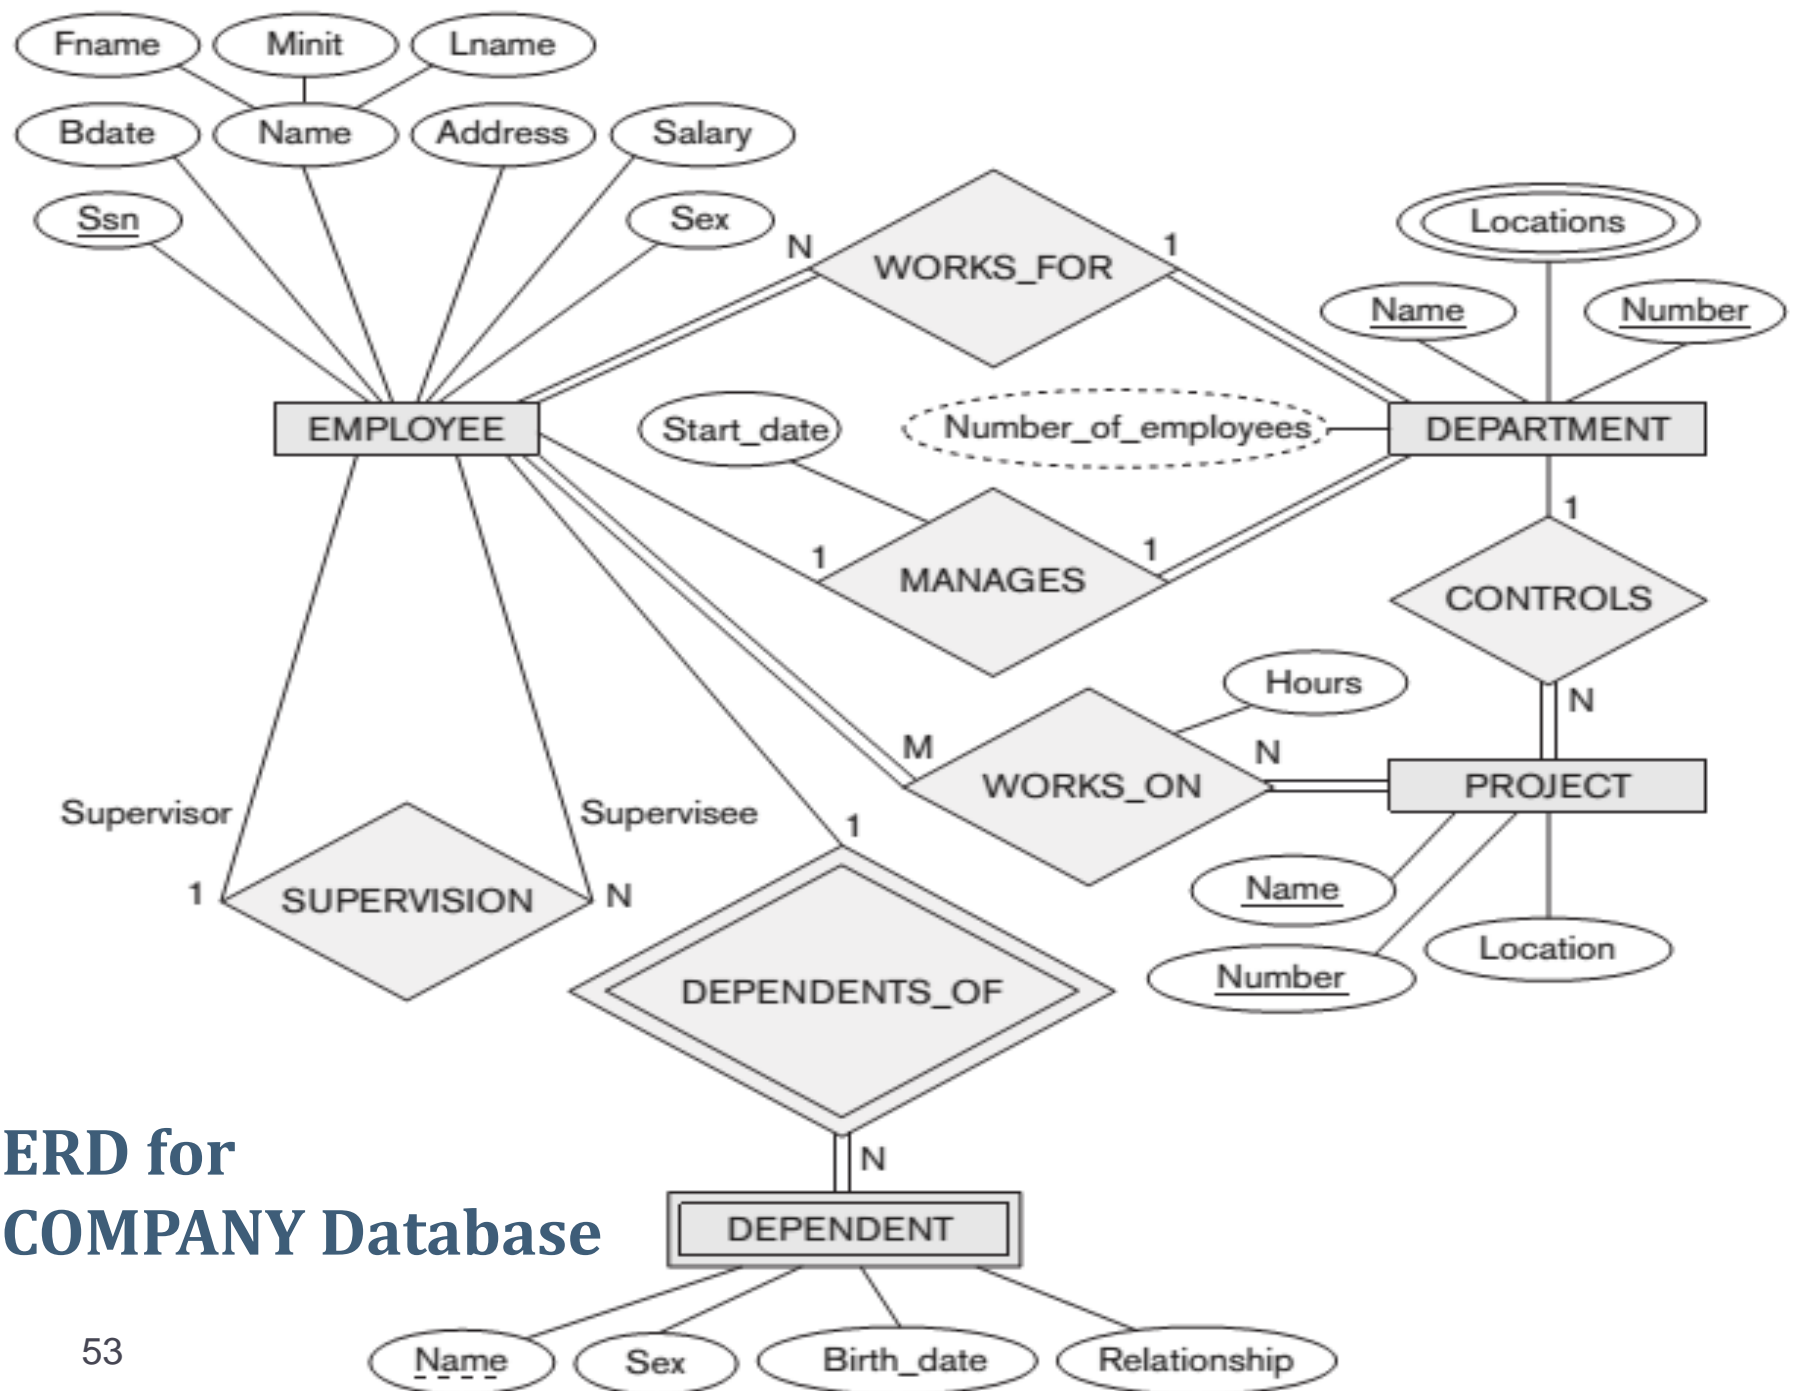 Fname
Minit
Lname
Bdate
Name
Address
Salary
Ssn
Sex
Locations
N
1
WORKS_FOR
Name
Number
Start_date
Number_of_employees
EMPLOYEE
DEPARTMENT
1
1
1
MANAGES
CONTROLS
Hours
N
M
N
WORKS_ON
PROJECT
Supervisor
Supervisee
1
1
SUPERVISION
N
Name
Location
Number
DEPENDENTS_OF
ERD for
COMPANY Database
N
DEPENDENT
53
Name
Sex
Birth_date
Relationship